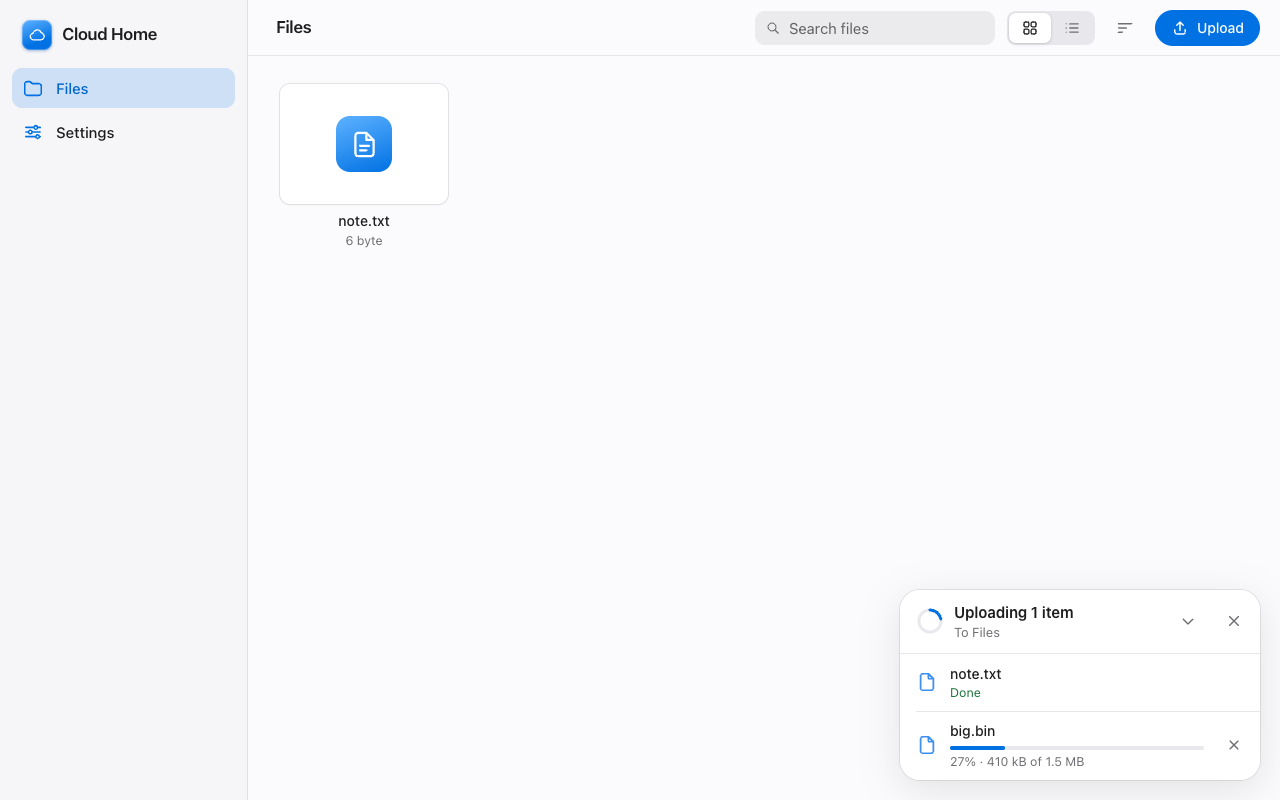 Cloud Home
Files
Settings
Files
Search files
Upload
note.txt
6 byte
Uploading 1 item
To Files
note.txt
Done
big.bin
27% · 410 kB of 1.5 MB